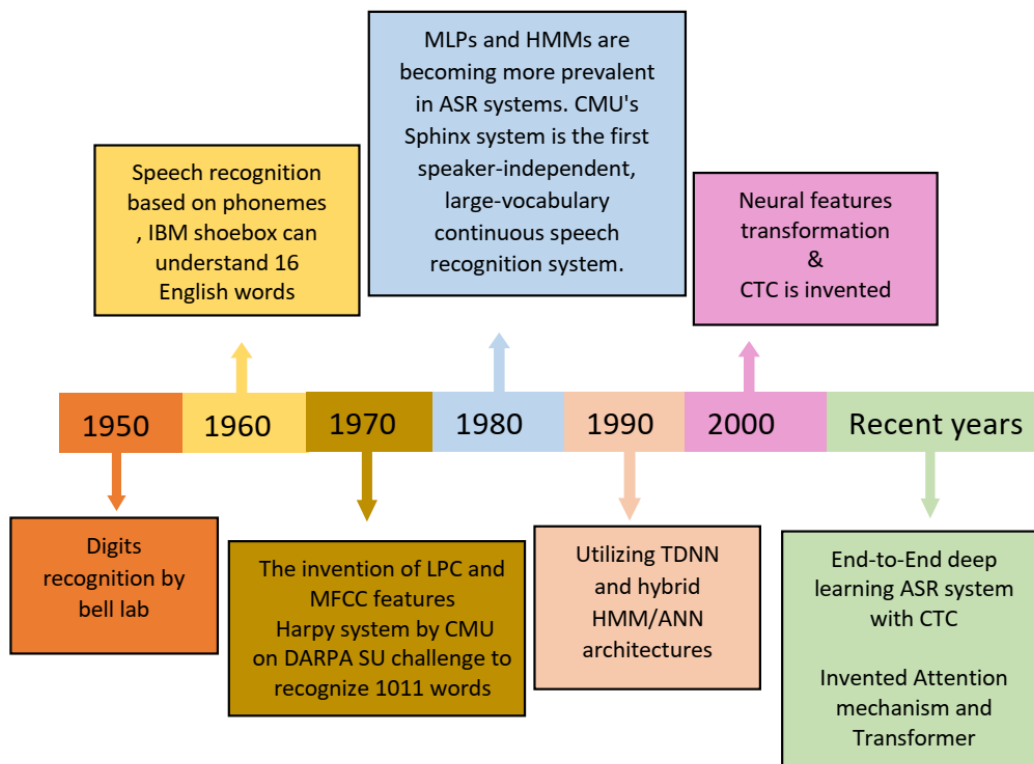 MLPs and HMMs are
becoming more prevalent
in ASR systems. CMU's
Sphinx system is the first
speaker-independent,
large-vocabulary
continuous speech
recognition system.
Speech recognition
based on phonemes
, IBM shoebox can
understand 16
English words
Neural features
transformation
&
CTC is invented
1950
1960
1970
1980
1990
2000
Recent years
Digits
recognition by
bell lab
The invention of LPC and
MFCC features
Harpy system by CMU
on DARPA SU challenge to
recognize 1011 words
Utilizing TDNN
and hybrid
HMM/ANN
architectures
End-to-End deep
learning ASR system
with CTC
Invented Attention
mechanism and
Transformer